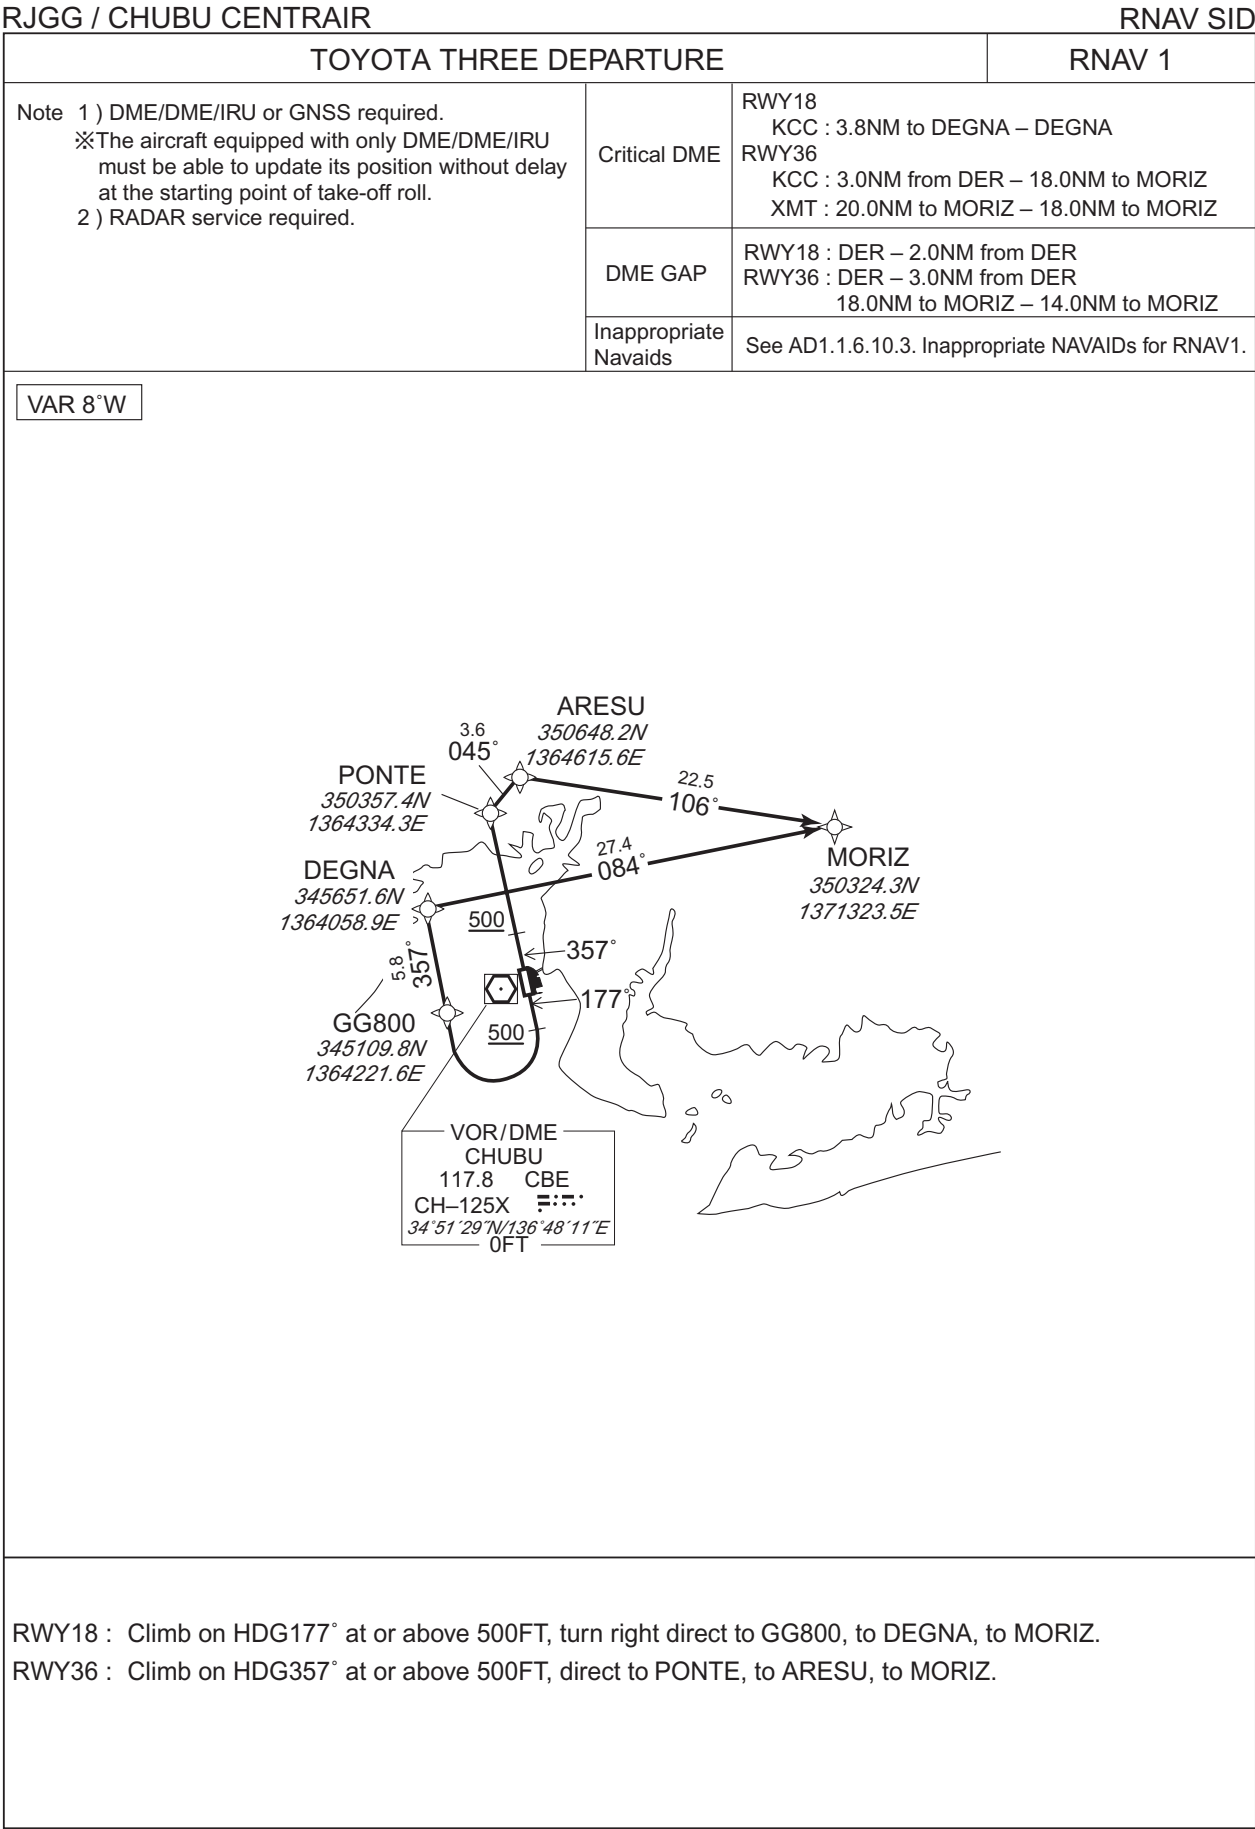 RJGG / CHUBU CENTRAIR
RNAV SID
TOYOTA THREE DEPARTURE
RNAV 1
Note 1 ) DME/DME/IRU or GNSS required.
※The aircraft equipped with only DME/DME/IRU
must be able to update its position without delay
at the starting point of take-off roll.
2 ) RADAR service required.
Critical DME
RWY18
KCC : 3.8NM to DEGNA – DEGNA
RWY36
KCC : 3.0NM from DER – 18.0NM to MORIZ
XMT : 20.0NM to MORIZ – 18.0NM to MORIZ
DME GAP
RWY18 : DER – 2.0NM from DER
RWY36 : DER – 3.0NM from DER
18.0NM to MORIZ – 14.0NM to MORIZ
Inappropriate
Navaids
See AD1.1.6.10.3. Inappropriate NAVAIDs for RNAV1.
VAR 8˚W
ARESU
350648.2N
1364615.6E
3.6
045˚
PONTE
350357.4N
1364334.3E
22.5
106˚
27.4
084˚
MORIZ
350324.3N
1371323.5E
DEGNA
345651.6N
1364058.9E
500
357˚
5.8
357˚
177˚
GG800
345109.8N
1364221.6E
500
VOR/DME
CHUBU
117.8 CBE
CH–125X
34˚51´29˝N/136˚48´11˝E
0FT
RWY18 : Climb on HDG177˚ at or above 500FT, turn right direct to GG800, to DEGNA, to MORIZ.
RWY36 : Climb on HDG357˚ at or above 500FT, direct to PONTE, to ARESU, to MORIZ.